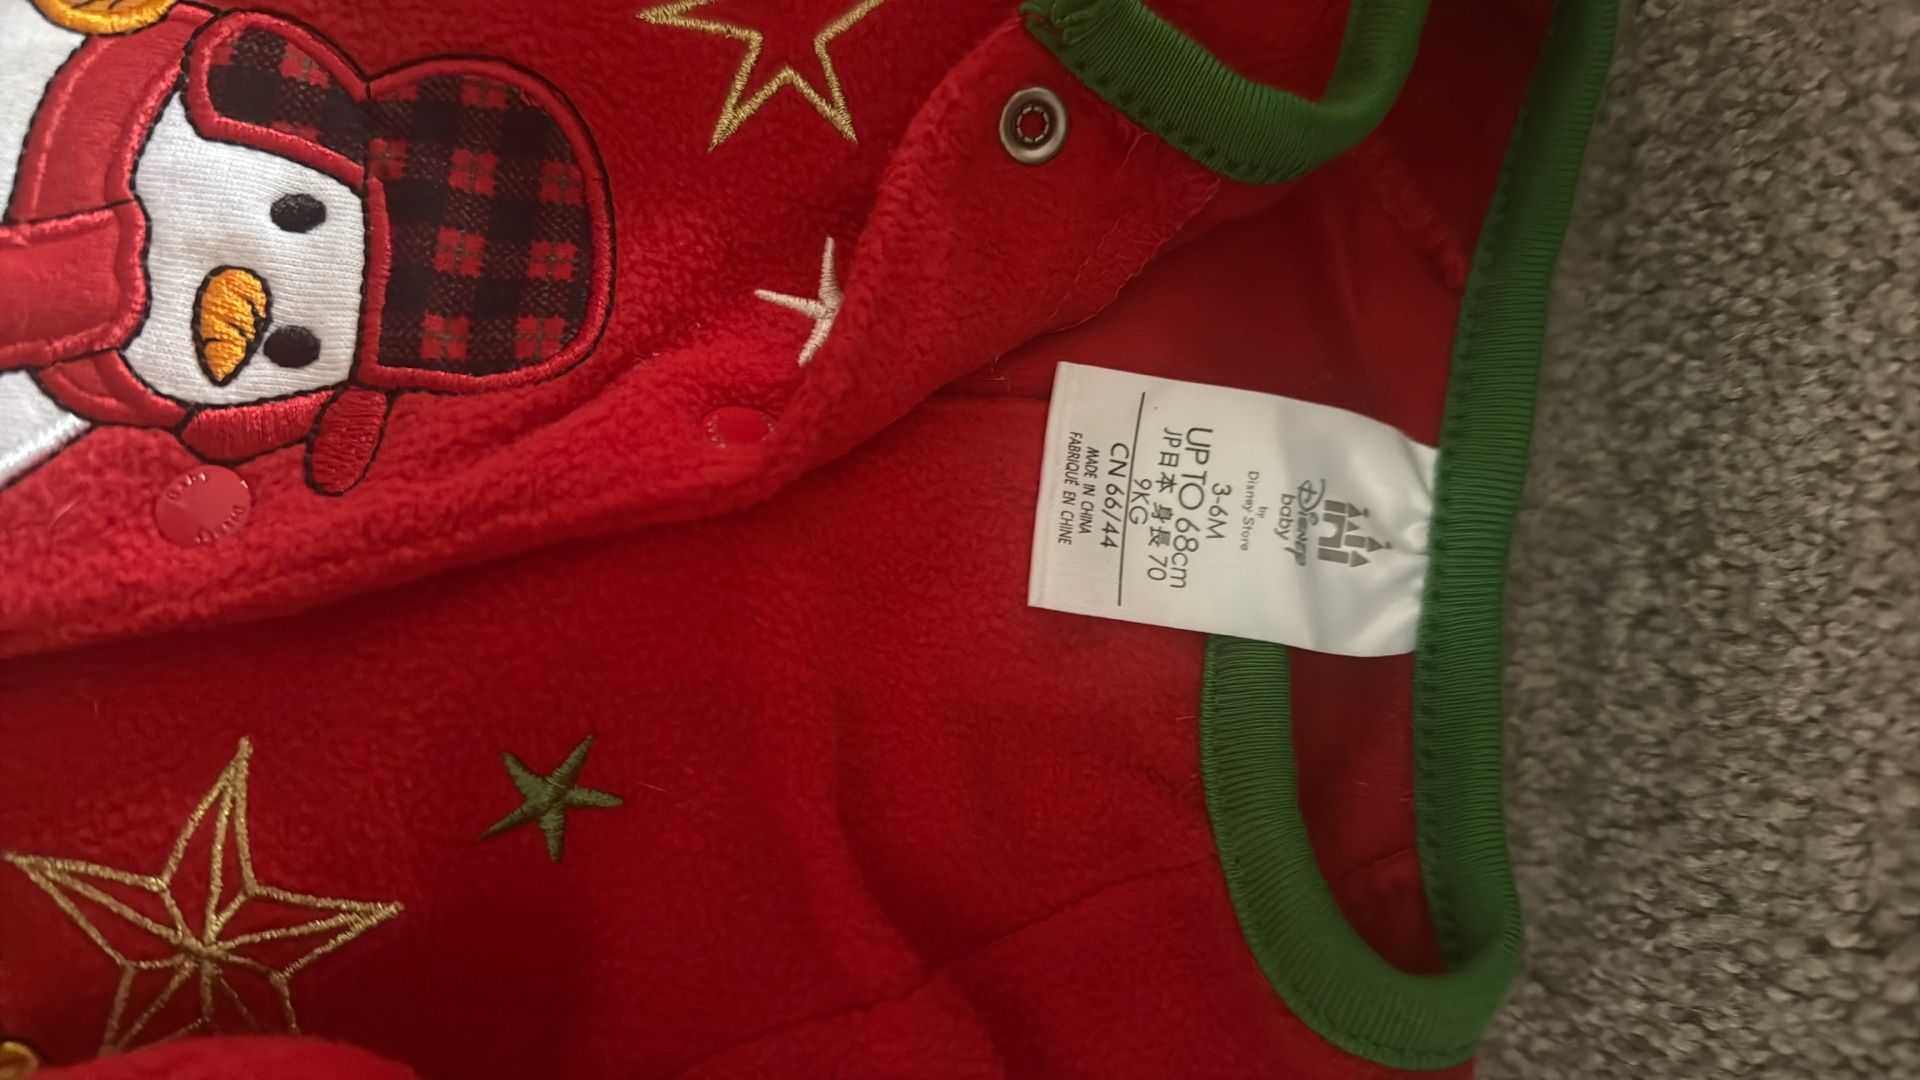 Disney
baby
by
Disney Store
3-6M
UP TO 68cm
JP日本 身長 70
9KG
CN 66/44
MADE IN CHINA
FABRIQUÉ EN CHINE